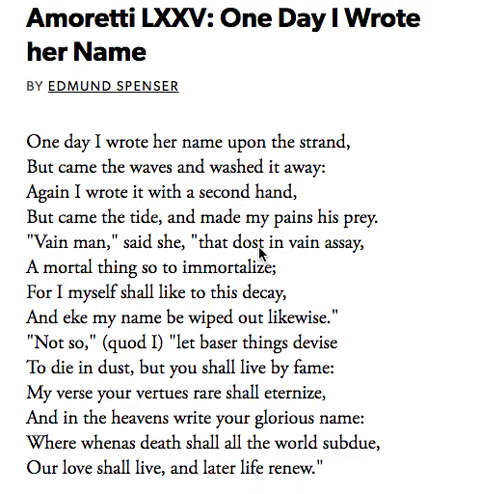 Amoretti LXXV: One Day I Wrote
her Name
BY EDMUND SPENSER
One day I wrote her name upon the strand,
But came the waves and washed it away:
Again I wrote it with a second hand,
But came the tide, and made my pains his prey.
"Vain man," said she, "that dost in vain assay,
A mortal thing so to immortalize;
For I myself shall like to this decay,
And eke my name be wiped out likewise."
"Not so," (quod I) "let baser things devise
To die in dust, but you shall live by fame:
My verse your vertues rare shall eternize,
And in the heavens write your glorious name:
Where whenas death shall all the world subdue,
Our love shall live, and later life renew."